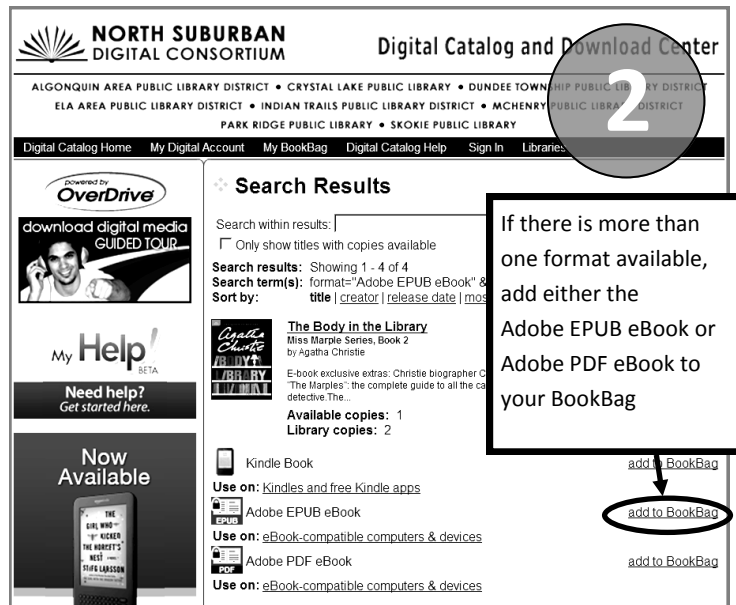 NORTH SUBURBAN
DIGITAL CONSORTIUM
Digital Catalog and Download Center
ALGONQUIN AREA PUBLIC LIBRARY DISTRICT • CRYSTAL LAKE PUBLIC LIBRARY • DUNDEE TOWNSHIP PUBLIC LIBRARY DISTRICT
ELA AREA PUBLIC LIBRARY DISTRICT • INDIAN TRAILS PUBLIC LIBRARY DISTRICT • MCHENRY PUBLIC LIBRARY DISTRICT
PARK RIDGE PUBLIC LIBRARY • SKOKIE PUBLIC LIBRARY
2
Digital Catalog Home My Digital Account My BookBag Digital Catalog Help Sign In Libraries
powered by
OverDrive
download digital media
GUIDED TOUR
My Help!
BETA
Need help?
Get started here.
Now
Available
THE
GIRL WHO
KICKED
THE HORNET'S
NEST
STIEG LARSSON
Search Results
Search within results:
Only show titles with copies available
Search results: Showing 1 - 4 of 4
Search term(s): format="Adobe EPUB eBook" &
Sort by: title | creator | release date | mos
Agatha
Christie
BODY
LIBRARY
The Body in the Library
Miss Marple Series, Book 2
by Agatha Christie
E-book exclusive extras: Christie biographer C
"The Marples": the complete guide to all the ca
detective.The...
Available copies: 1
Library copies: 2
If there is more than
one format available,
add either the
Adobe EPUB eBook or
Adobe PDF eBook to
your BookBag
Kindle Book add to BookBag
Use on: Kindles and free Kindle apps
EPUB Adobe EPUB eBook add to BookBag
Use on: eBook-compatible computers & devices
PDF Adobe PDF eBook add to BookBag
Use on: eBook-compatible computers & devices